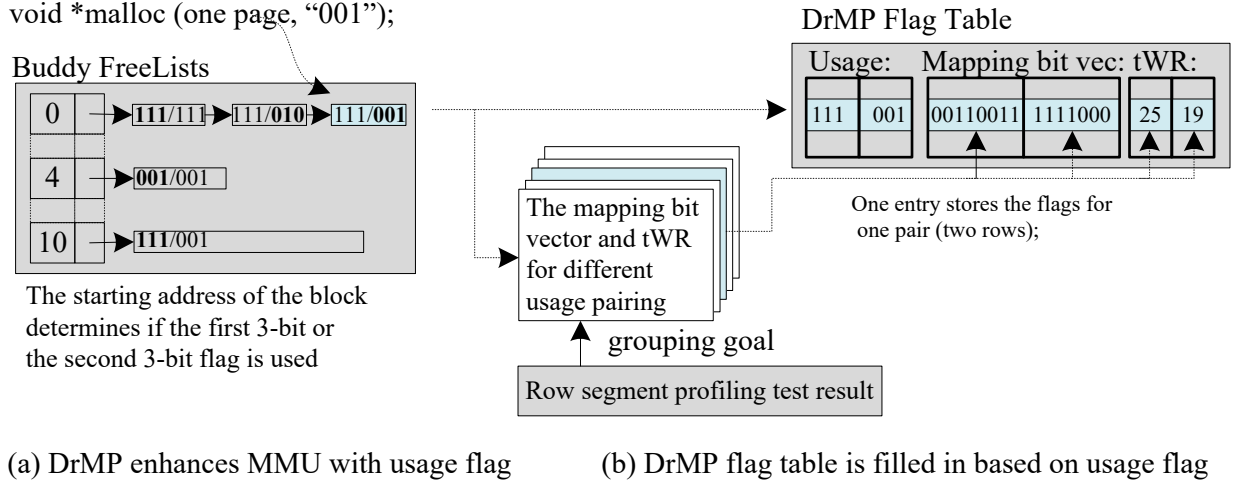 void *malloc (one page, “001”);
Buddy FreeLists
0
111/111
111/010
111/001
4
001/001
10
111/001
The starting address of the block
determines if the first 3-bit or
the second 3-bit flag is used
(a) DrMP enhances MMU with usage flag
DrMP Flag Table
Usage: Mapping bit vec: tWR:
111 001 00110011 1111000 25 19
One entry stores the flags for
one pair (two rows);
The mapping bit
vector and tWR
for different
usage pairing
grouping goal
Row segment profiling test result
(b) DrMP flag table is filled in based on usage flag